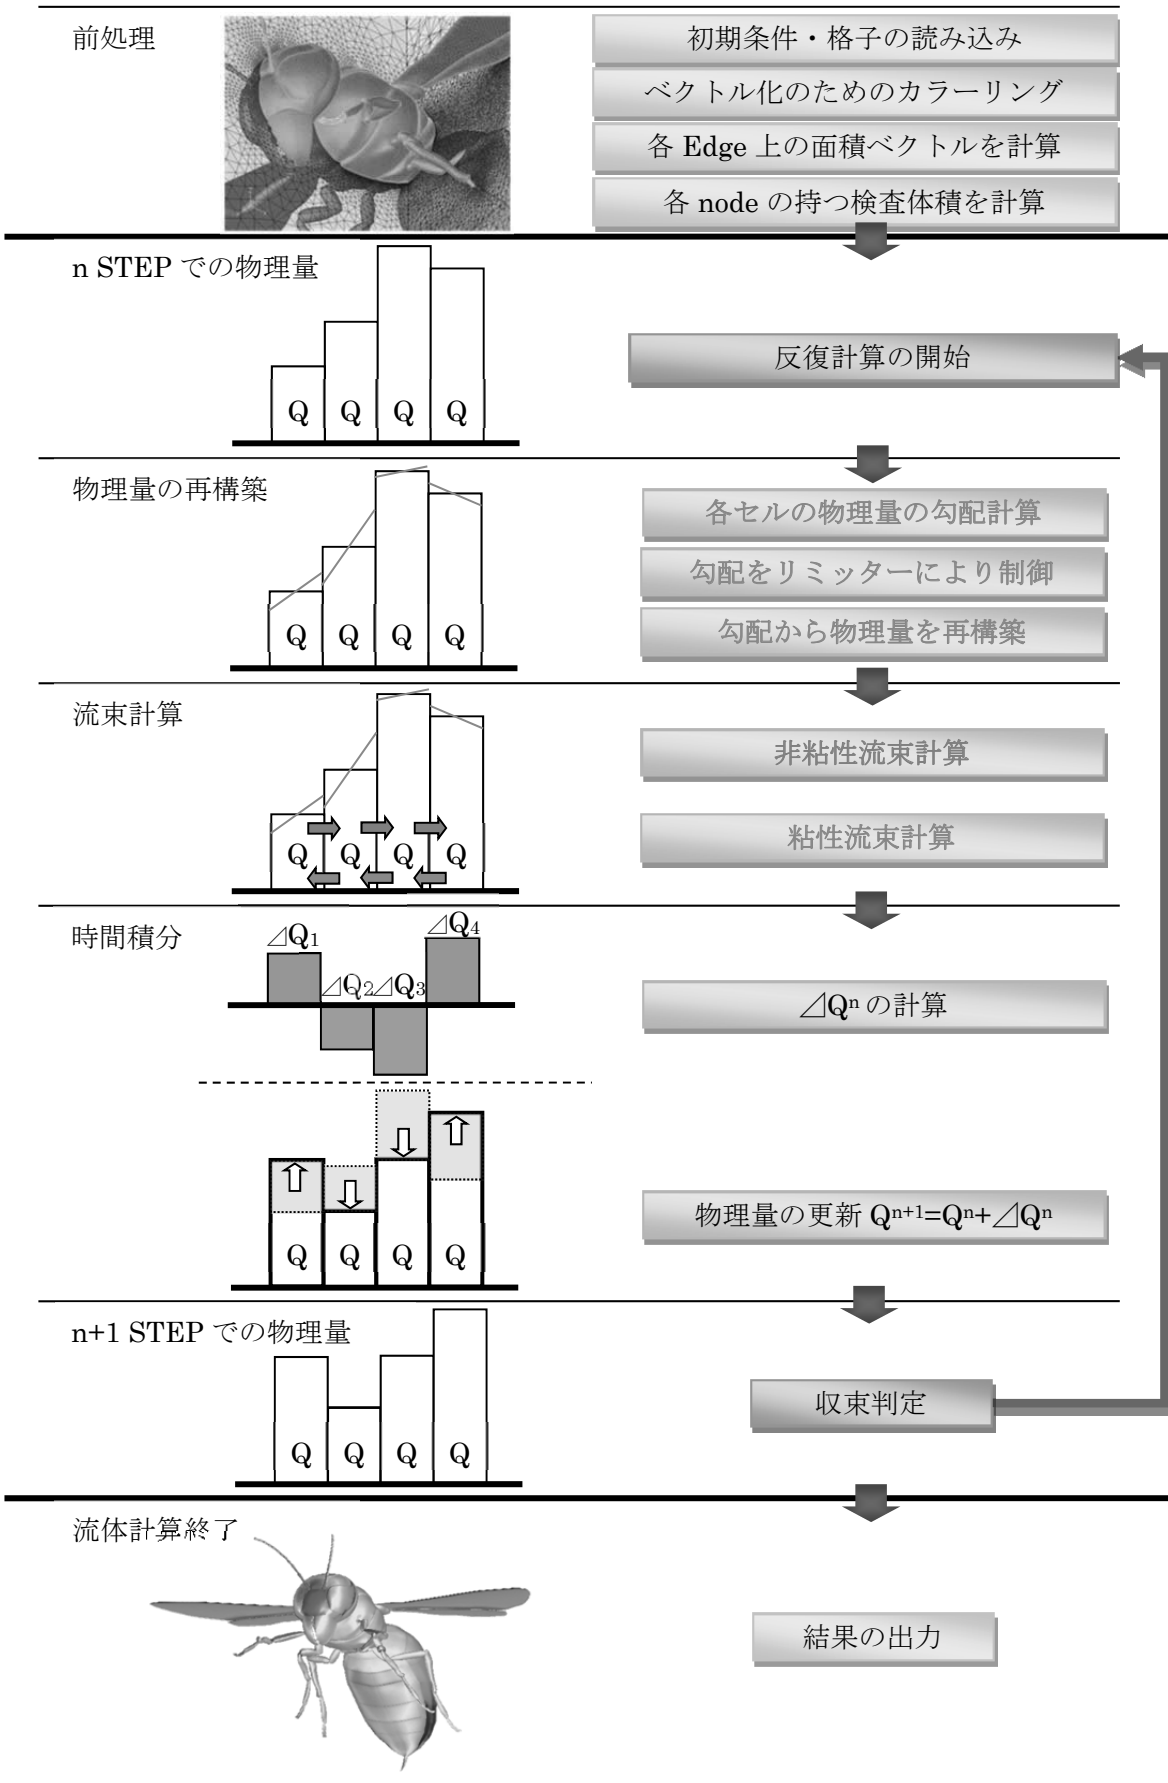 前処理
初期条件・格子の読み込み
ベクトル化のためのカラーリング
各 Edge 上の面積ベクトルを計算
各 node の持つ検査体積を計算
n STEP での物理量
Q Q Q Q
反復計算の開始
物理量の再構築
各セルの物理量の勾配計算
勾配をリミッターにより制御
勾配から物理量を再構築
Q Q Q Q
流束計算
非粘性流束計算
粘性流束計算
Q Q Q Q
時間積分
⊿Q1 ⊿Q2 ⊿Q3 ⊿Q4
⊿Qⁿ の計算
物理量の更新 Qⁿ⁺¹=Qⁿ+⊿Qⁿ
Q Q Q Q
n+1 STEP での物理量
収束判定
Q Q Q Q
流体計算終了
結果の出力